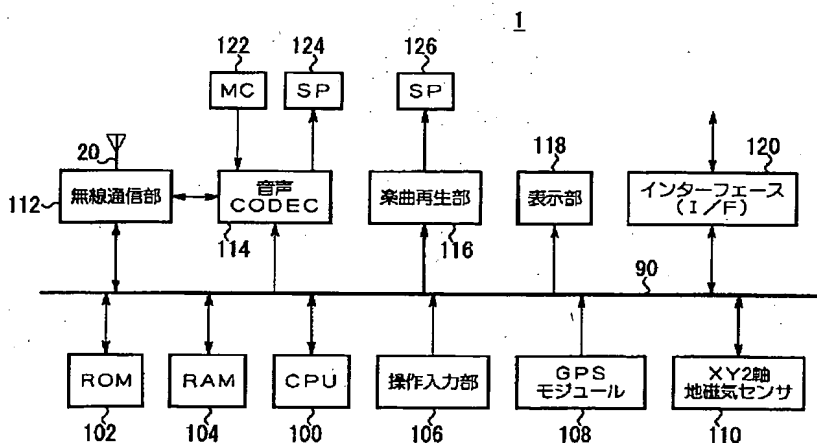 1
122
124
126
MC
SP
SP
20
118
120
112
無線通信部
音声
CODEC
楽曲再生部
表示部
インターフェース
(I/F)
114
116
90
ROM
RAM
CPU
操作入力部
GPS
モジュール
XY2軸
地磁気センサ
102
104
100
106
108
110